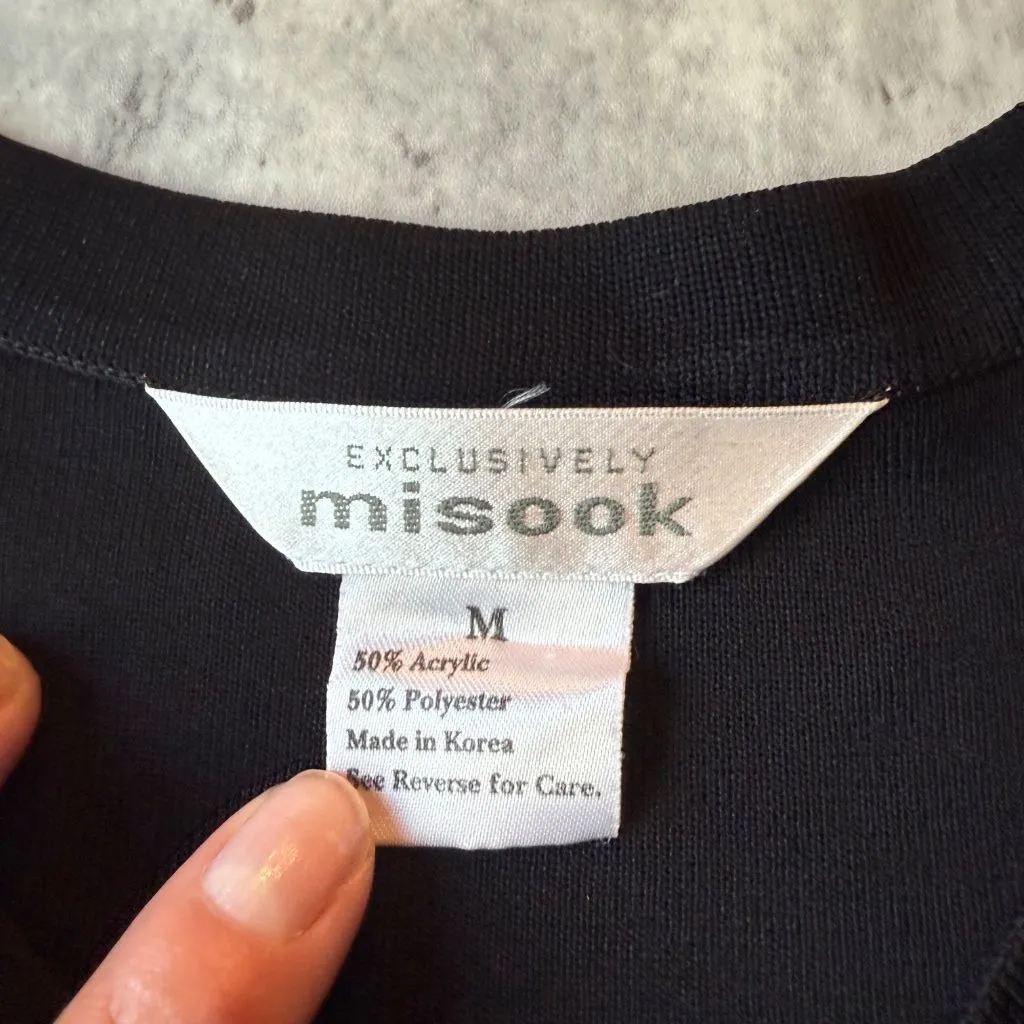 EXCLUSIVELY
misook
M
50% Acrylic
50% Polyester
Made in Korea
See Reverse for Care.